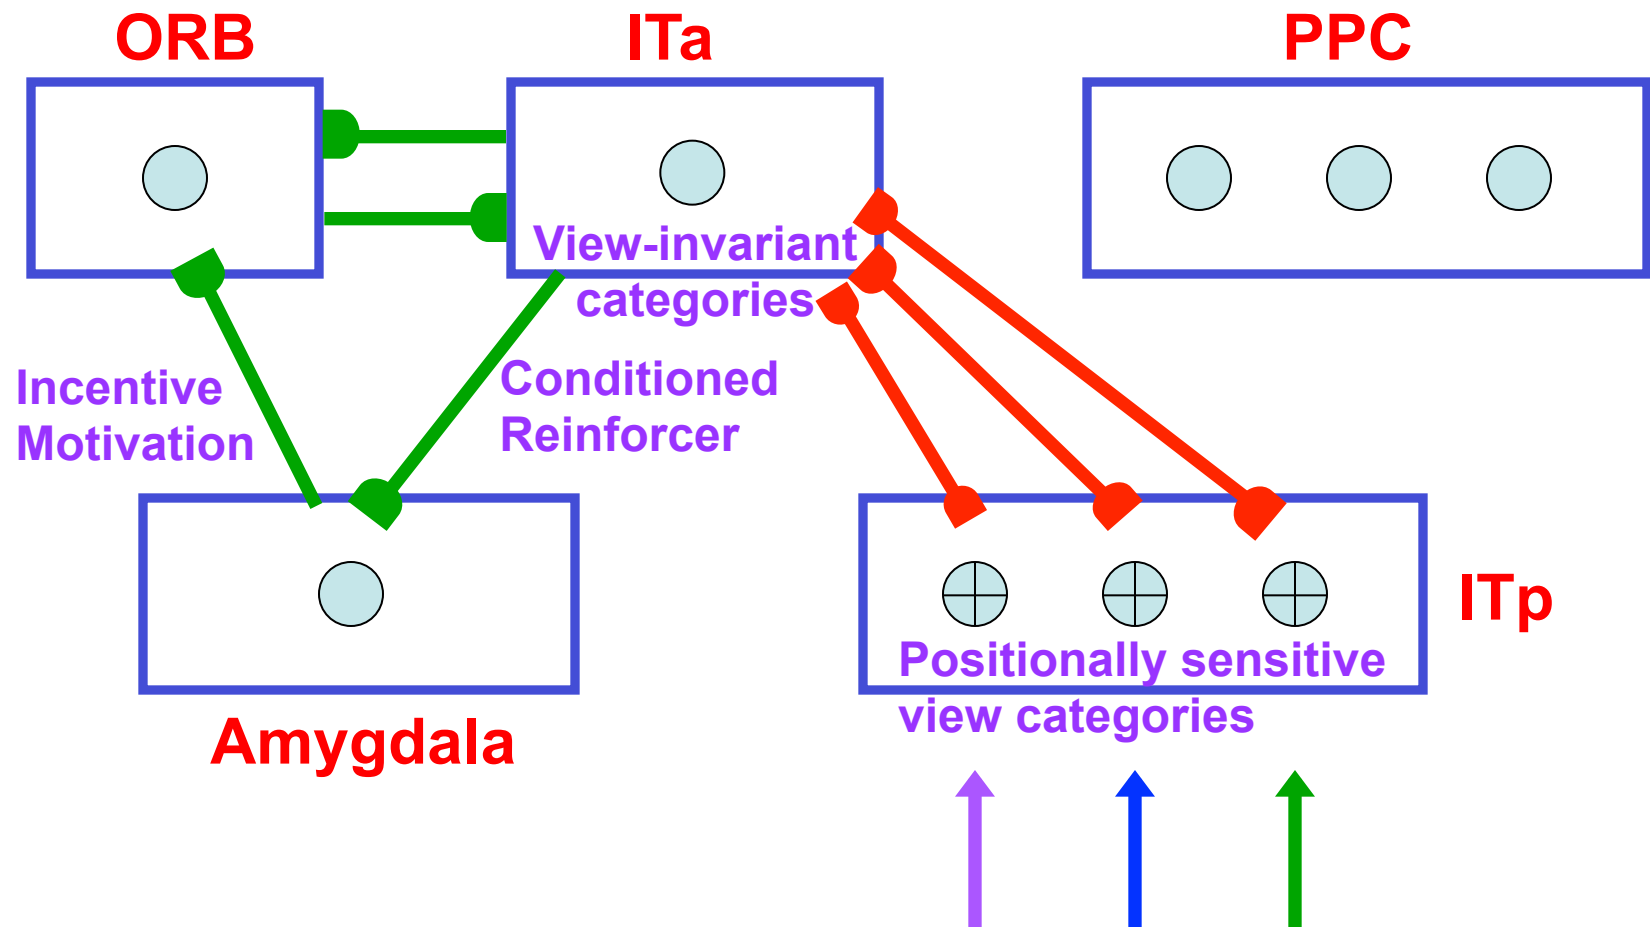 ORB
ITa
PPC
View-invariant
categories
Incentive
Motivation
Conditioned
Reinforcer
Amygdala
ITp
Positionally sensitive
view categories